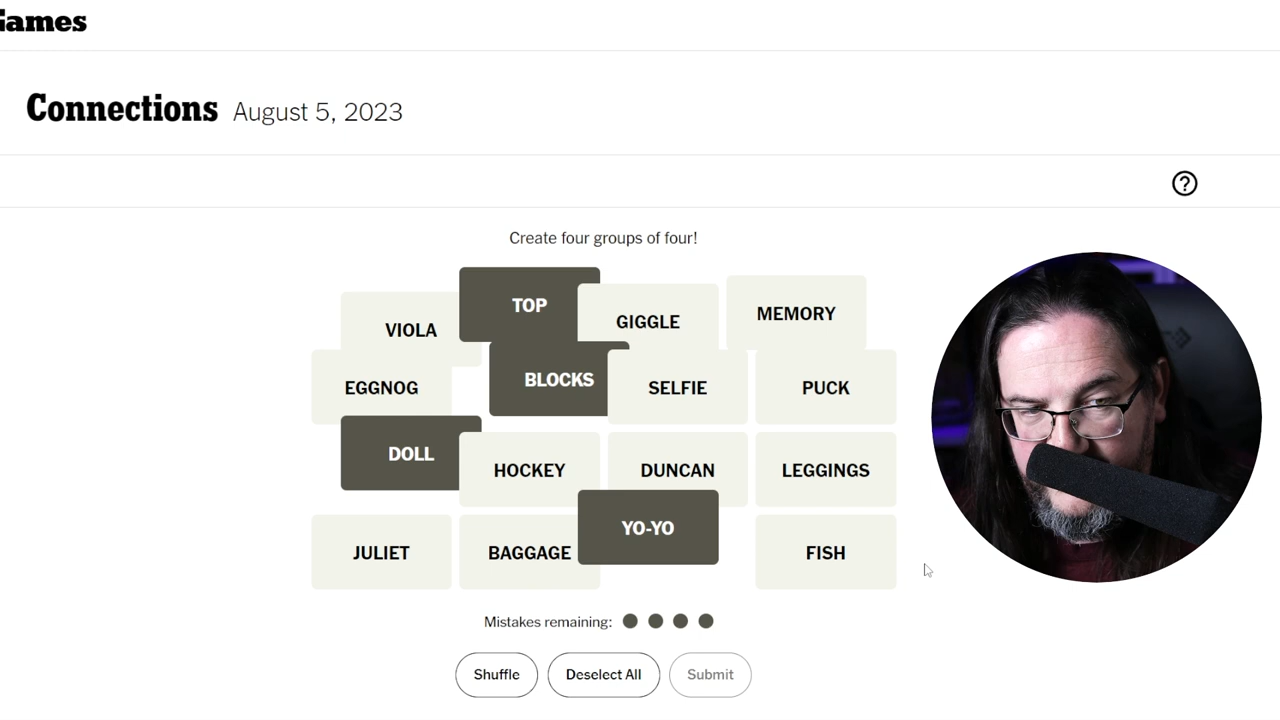 Games
Connections August 5, 2023
Create four groups of four!
VIOLA TOP GIGGLE MEMORY
EGGNOG BLOCKS SELFIE PUCK
DOLL HOCKEY DUNCAN LEGGINGS
JULIET BAGGAGE YO-YO FISH
Mistakes remaining:
Shuffle Deselect All Submit